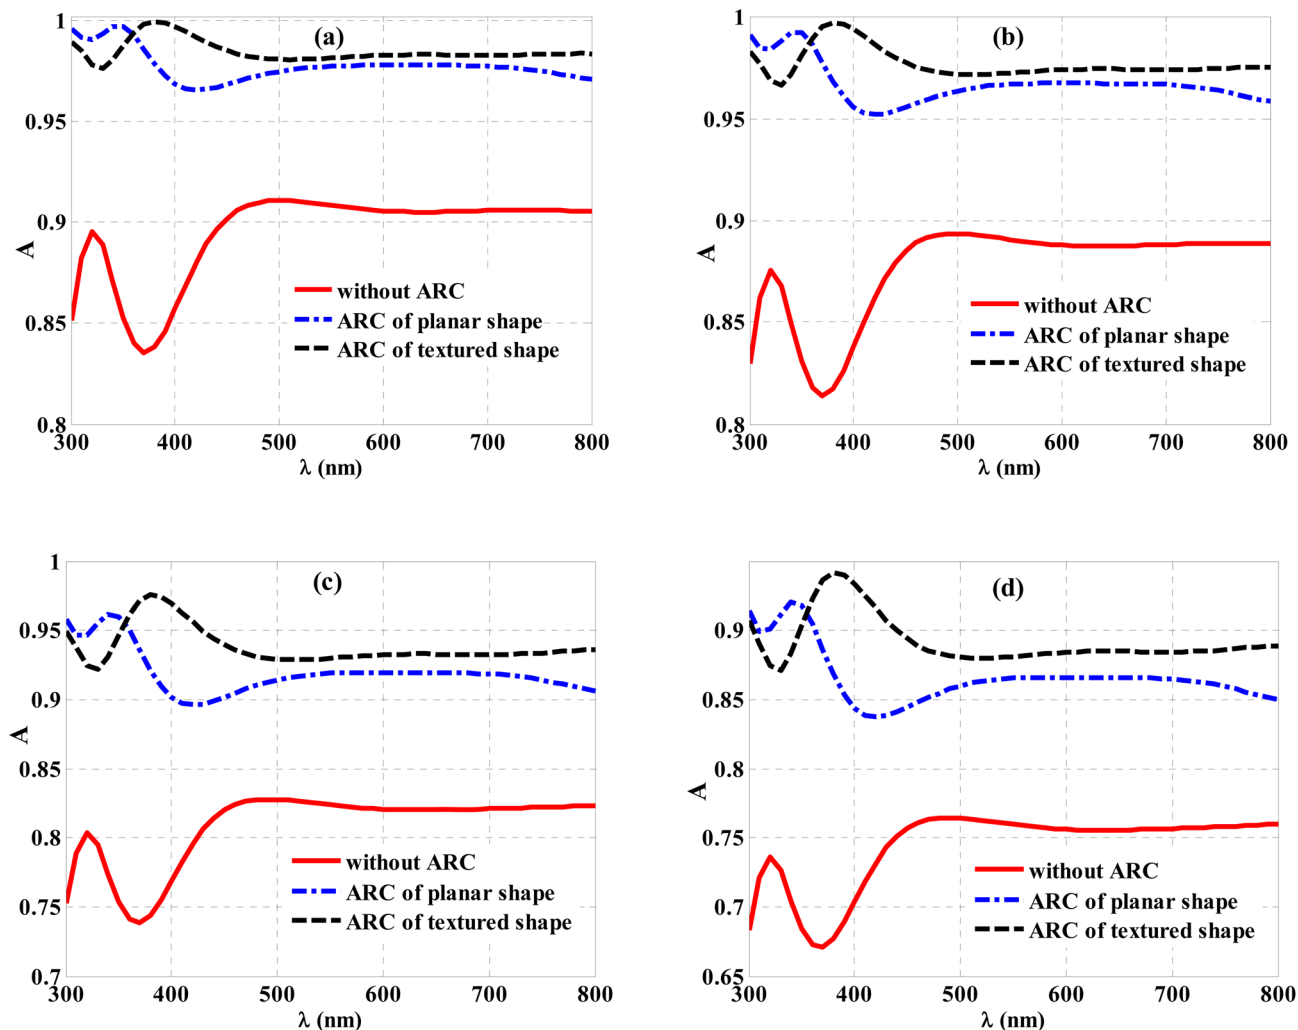 (a)
1
0.95
0.9
0.85
0.8
A
without ARC
ARC of planar shape
ARC of textured shape
300 400 500 600 700 800
λ (nm)
(b)
1
0.95
0.9
0.85
0.8
A
without ARC
ARC of planar shape
ARC of textured shape
300 400 500 600 700 800
λ (nm)
(c)
1
0.95
0.9
0.85
0.8
0.75
0.7
A
without ARC
ARC of planar shape
ARC of textured shape
300 400 500 600 700 800
λ (nm)
(d)
0.9
0.85
0.8
0.75
0.7
0.65
A
without ARC
ARC of planar shape
ARC of textured shape
300 400 500 600 700 800
λ (nm)